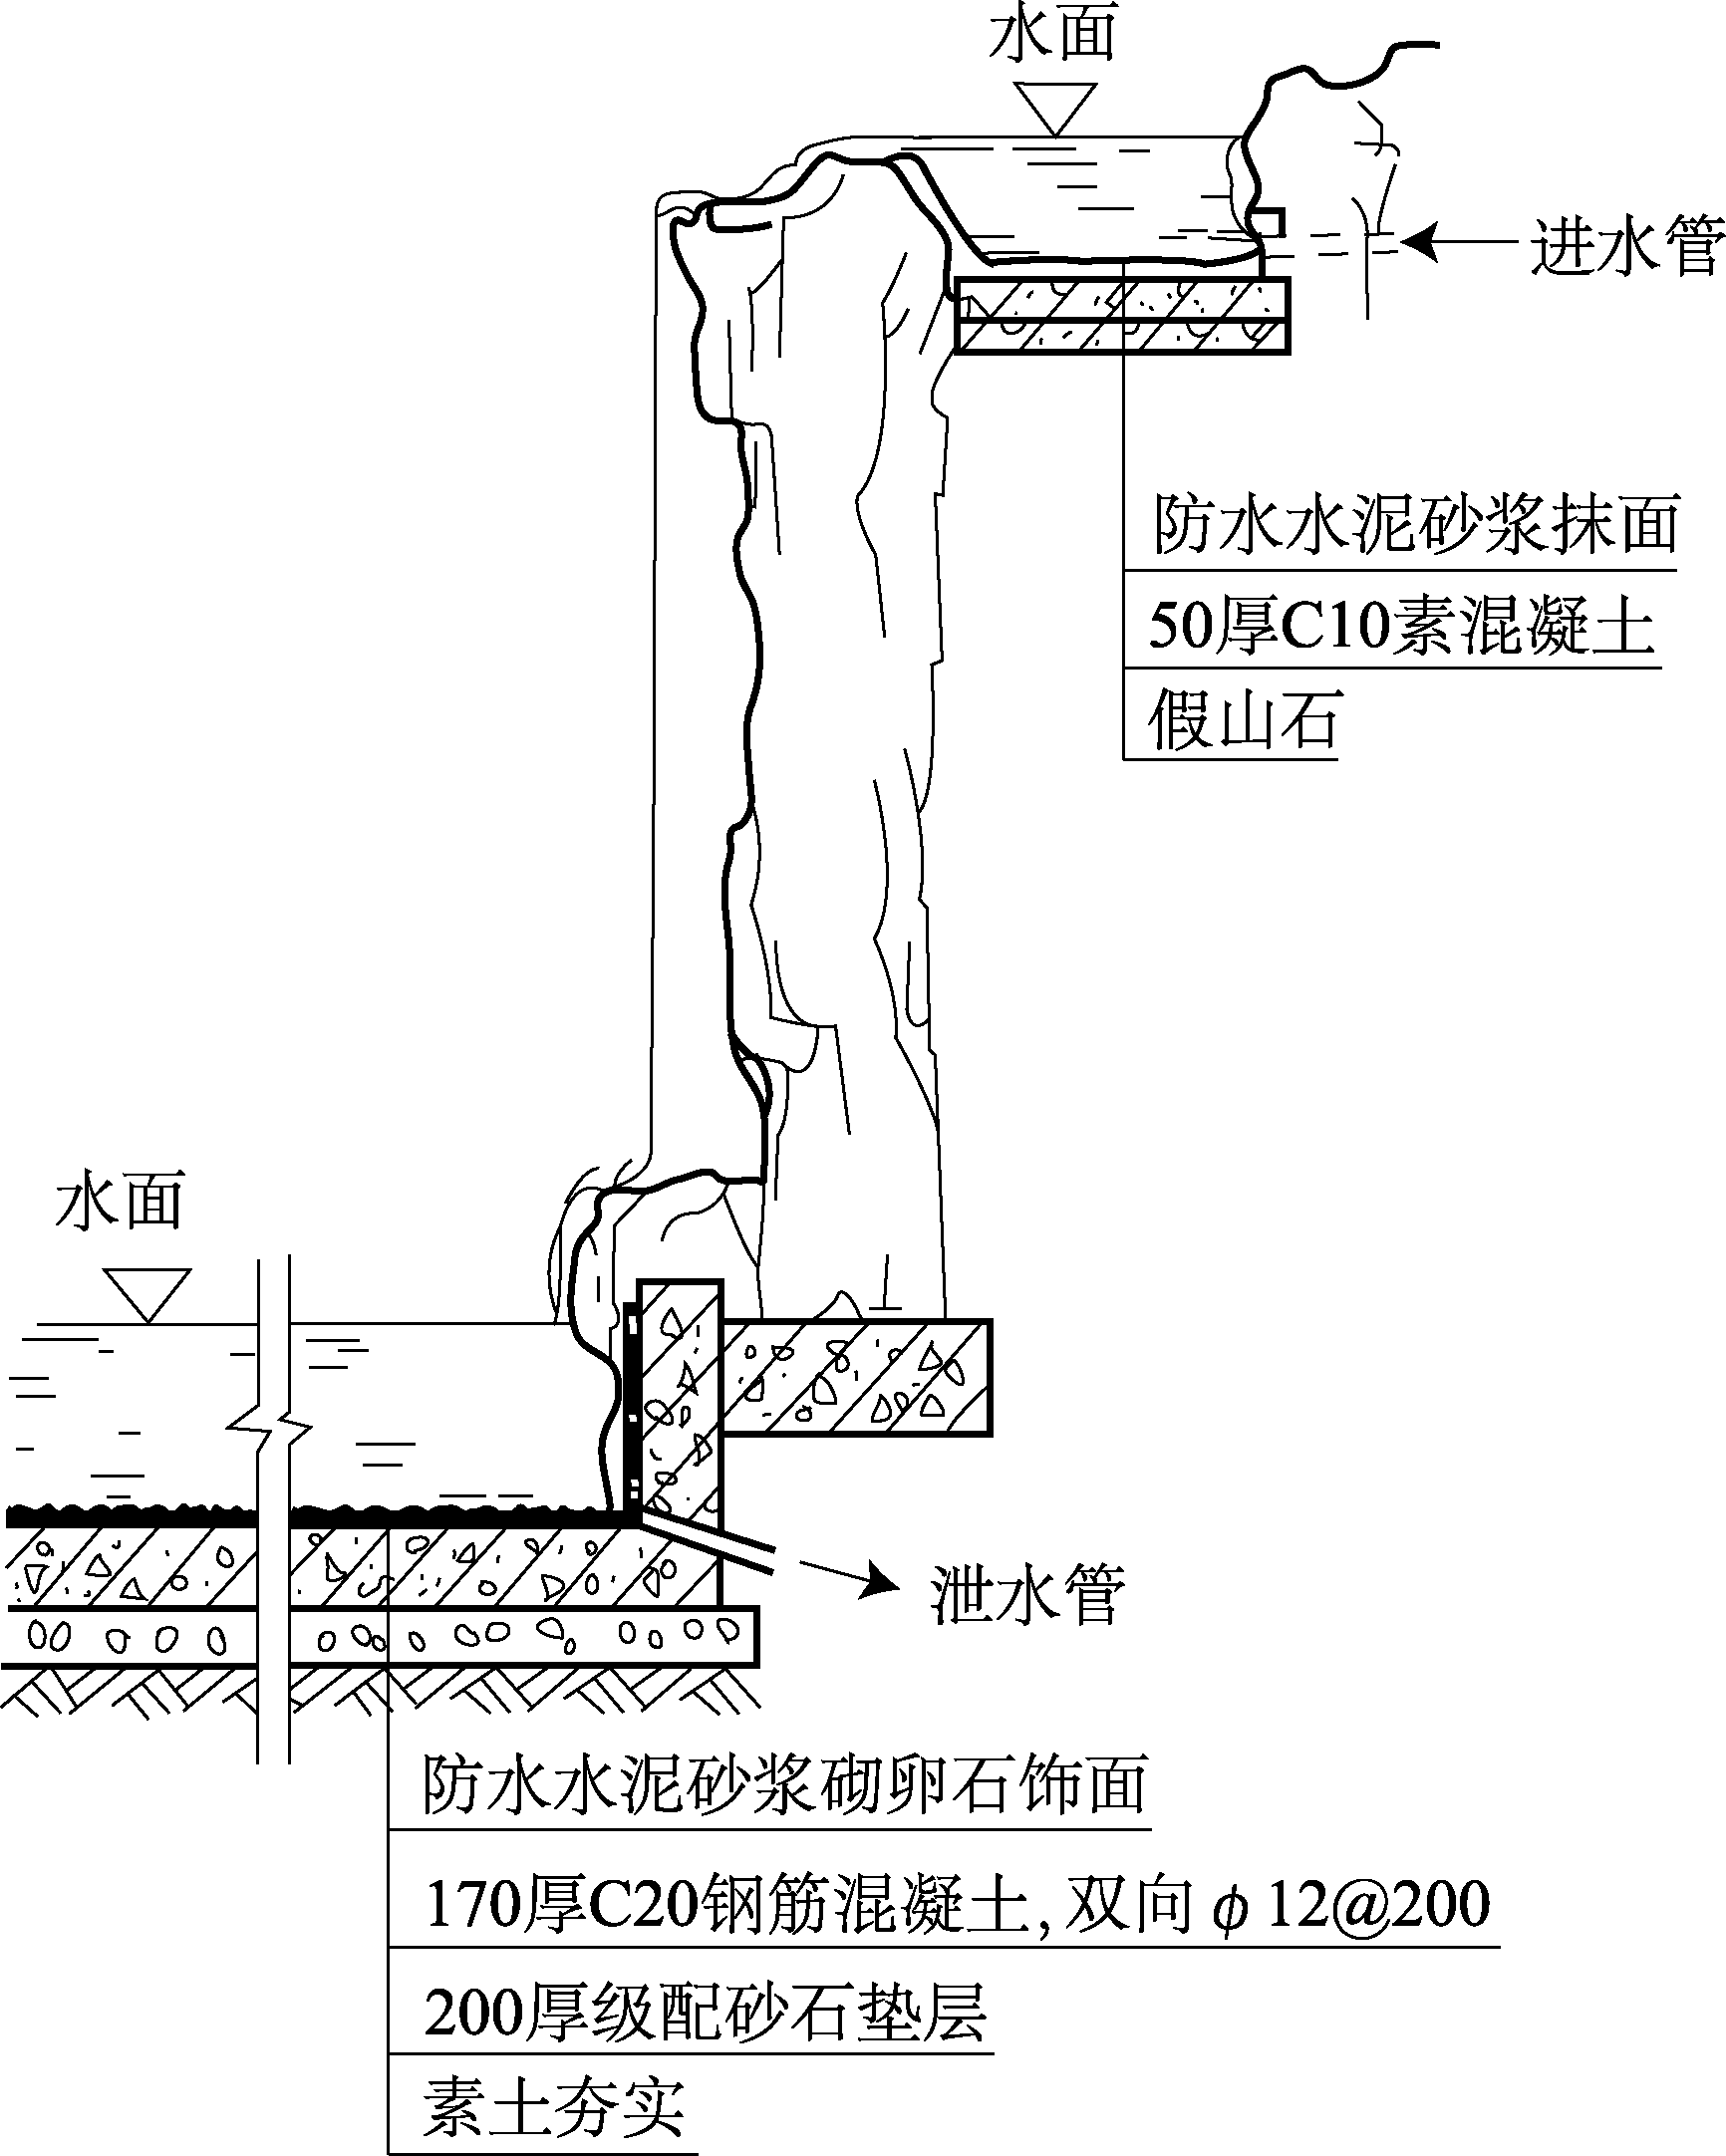 水面
进水管
防水水泥砂浆抹面
50厚C10素混凝土
假山石
水面
泄水管
防水水泥砂浆砌卵石饰面
170厚C20钢筋混凝土,双向ϕ12@200
200厚级配砂石垫层
素土夯实